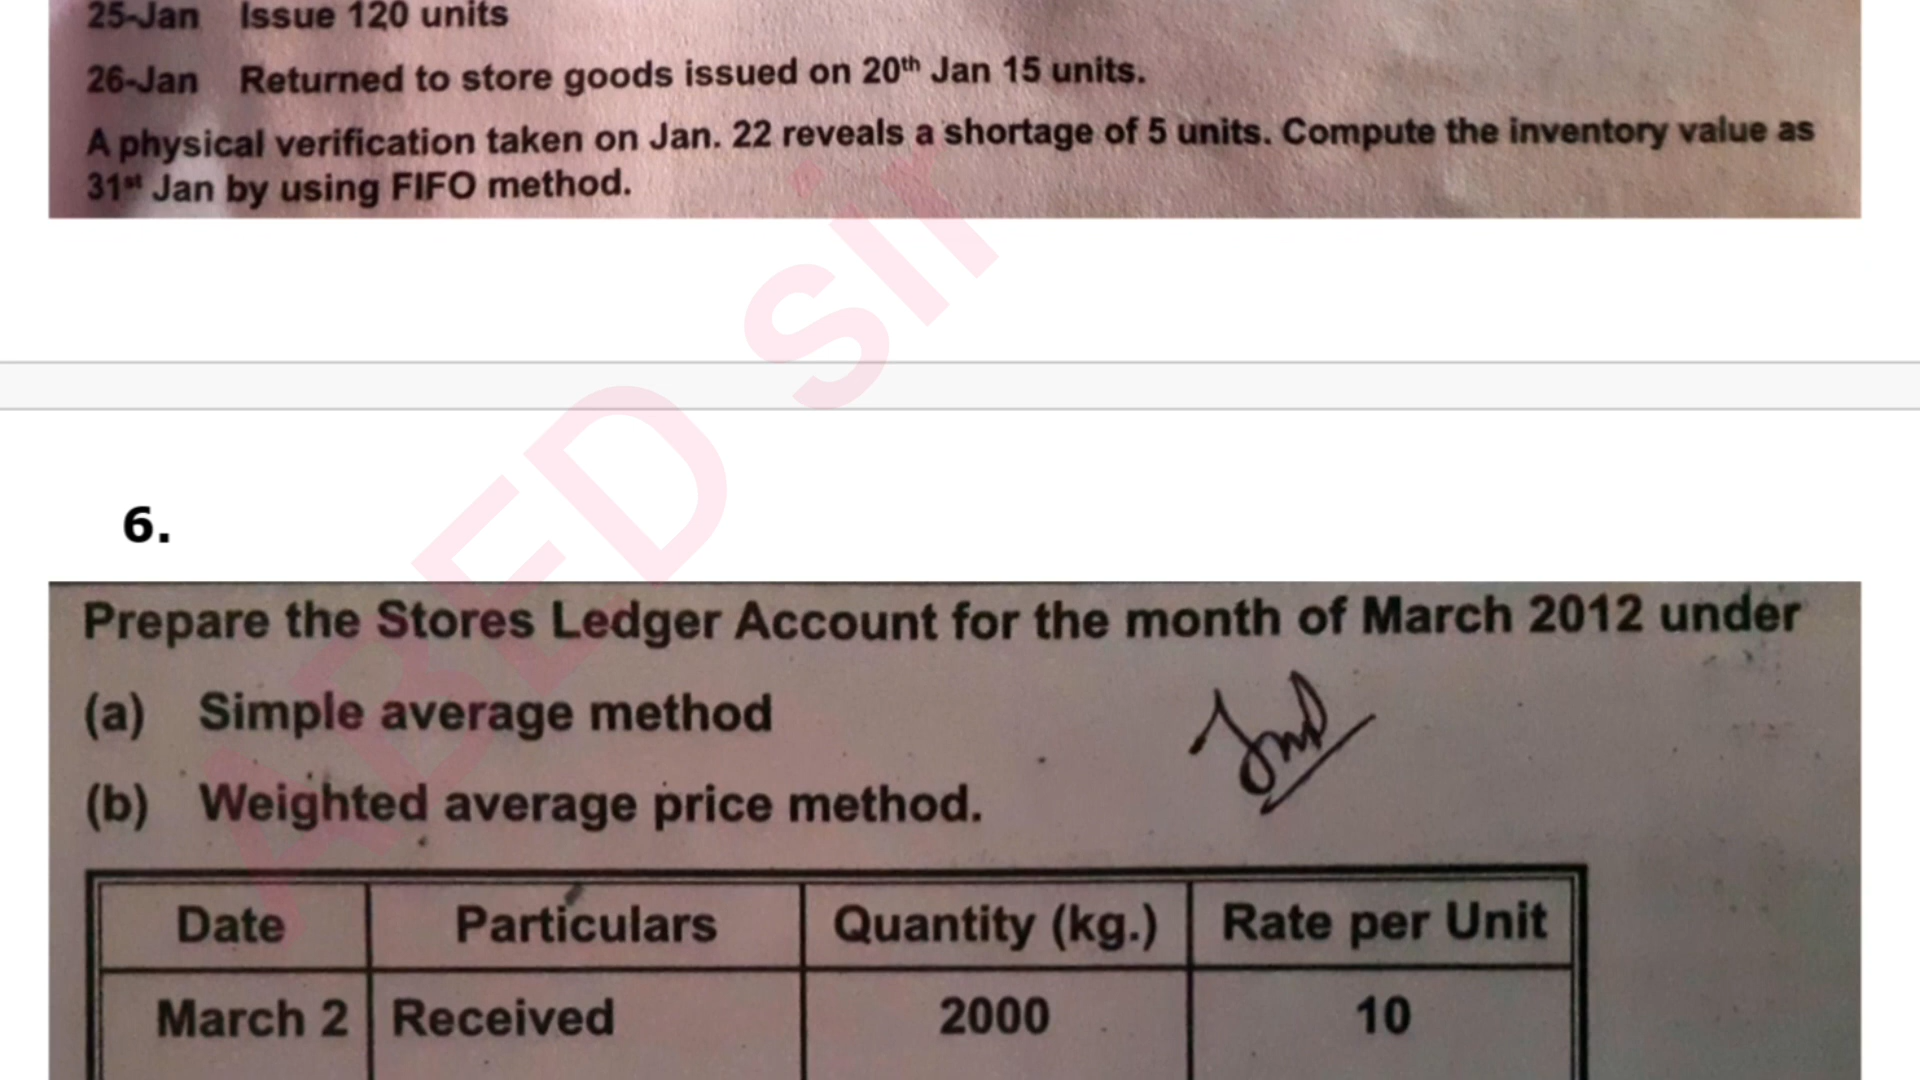 25-Jan Issue 120 units
26-Jan Returned to store goods issued on 20th Jan 15 units.
A physical verification taken on Jan. 22 reveals a shortage of 5 units. Compute the inventory value as
31st Jan by using FIFO method.
ABED sir
6.
Prepare the Stores Ledger Account for the month of March 2012 under
(a) Simple average method
Imp
(b) Weighted average price method.
Date Particulars Quantity (kg.) Rate per Unit
March 2 Received 2000 10